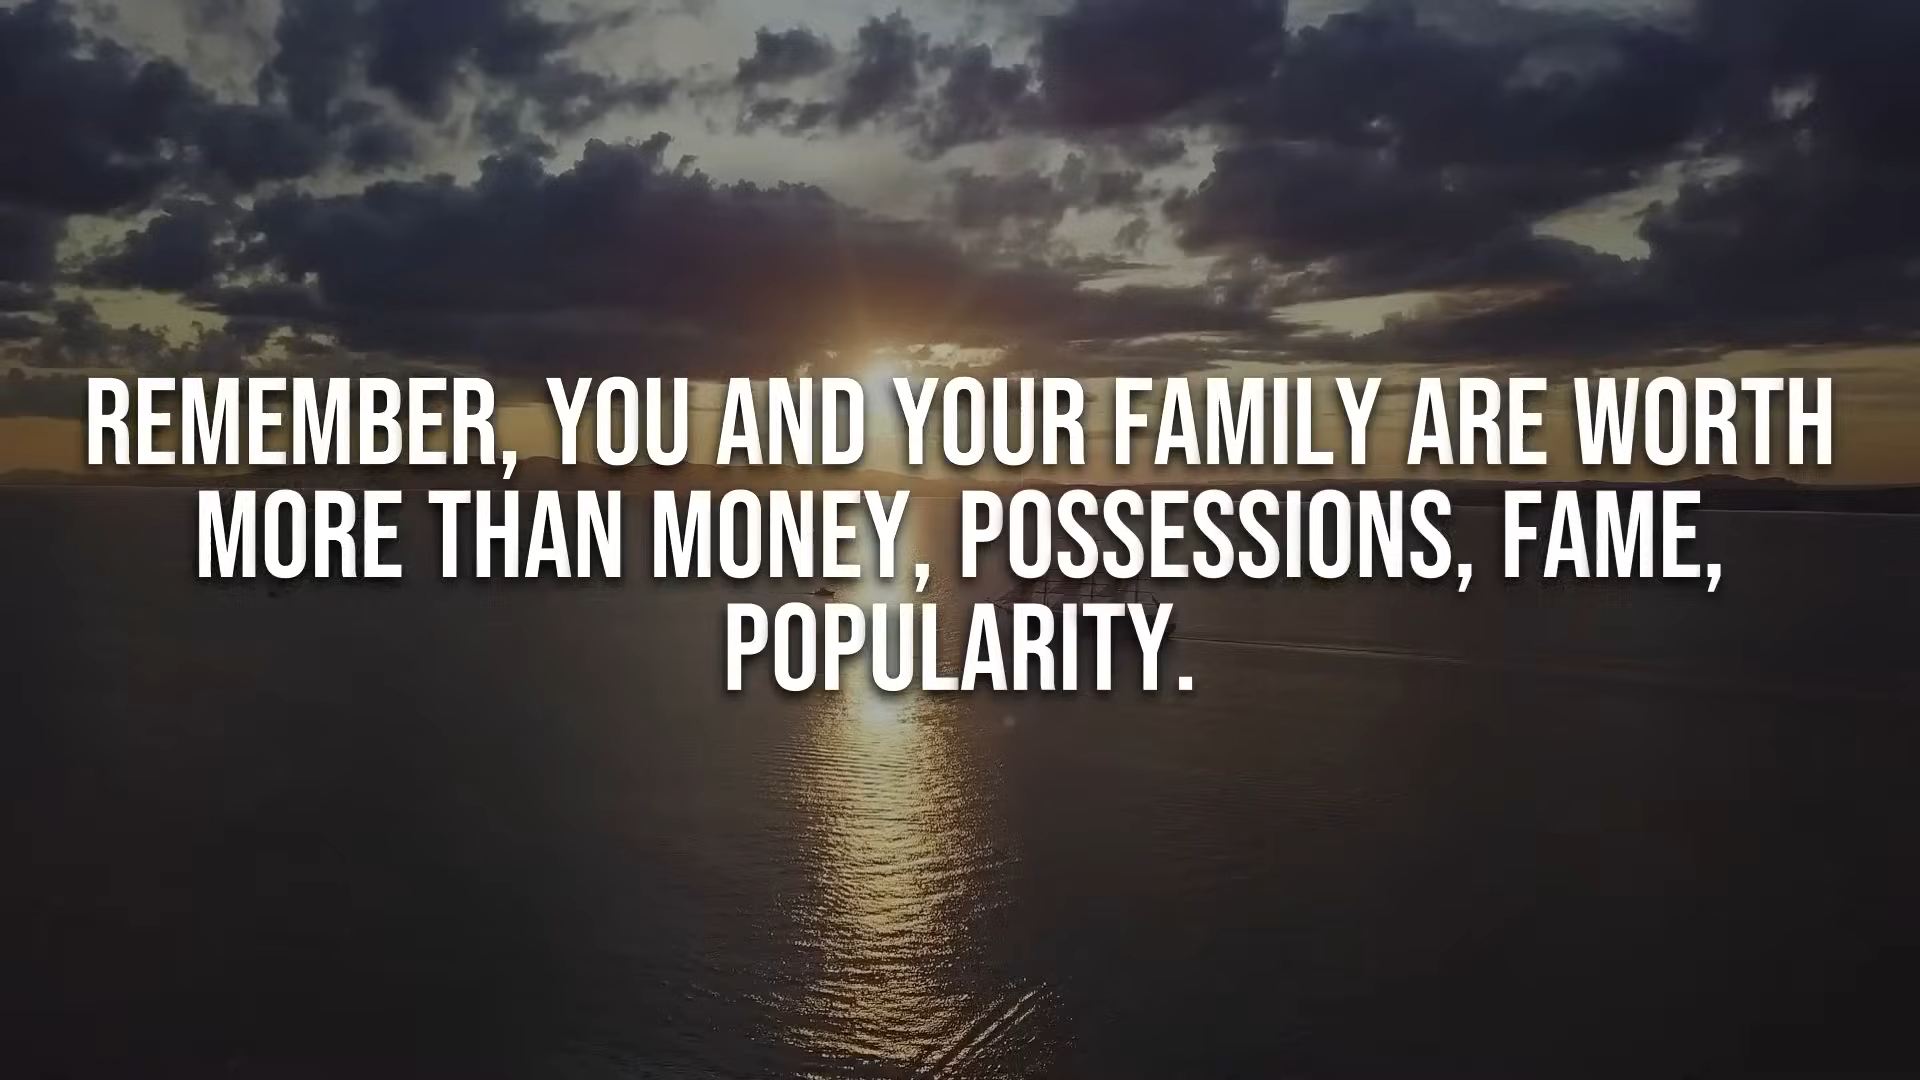 REMEMBER, YOU AND YOUR FAMILY ARE WORTH
MORE THAN MONEY, POSSESSIONS, FAME,
POPULARITY.